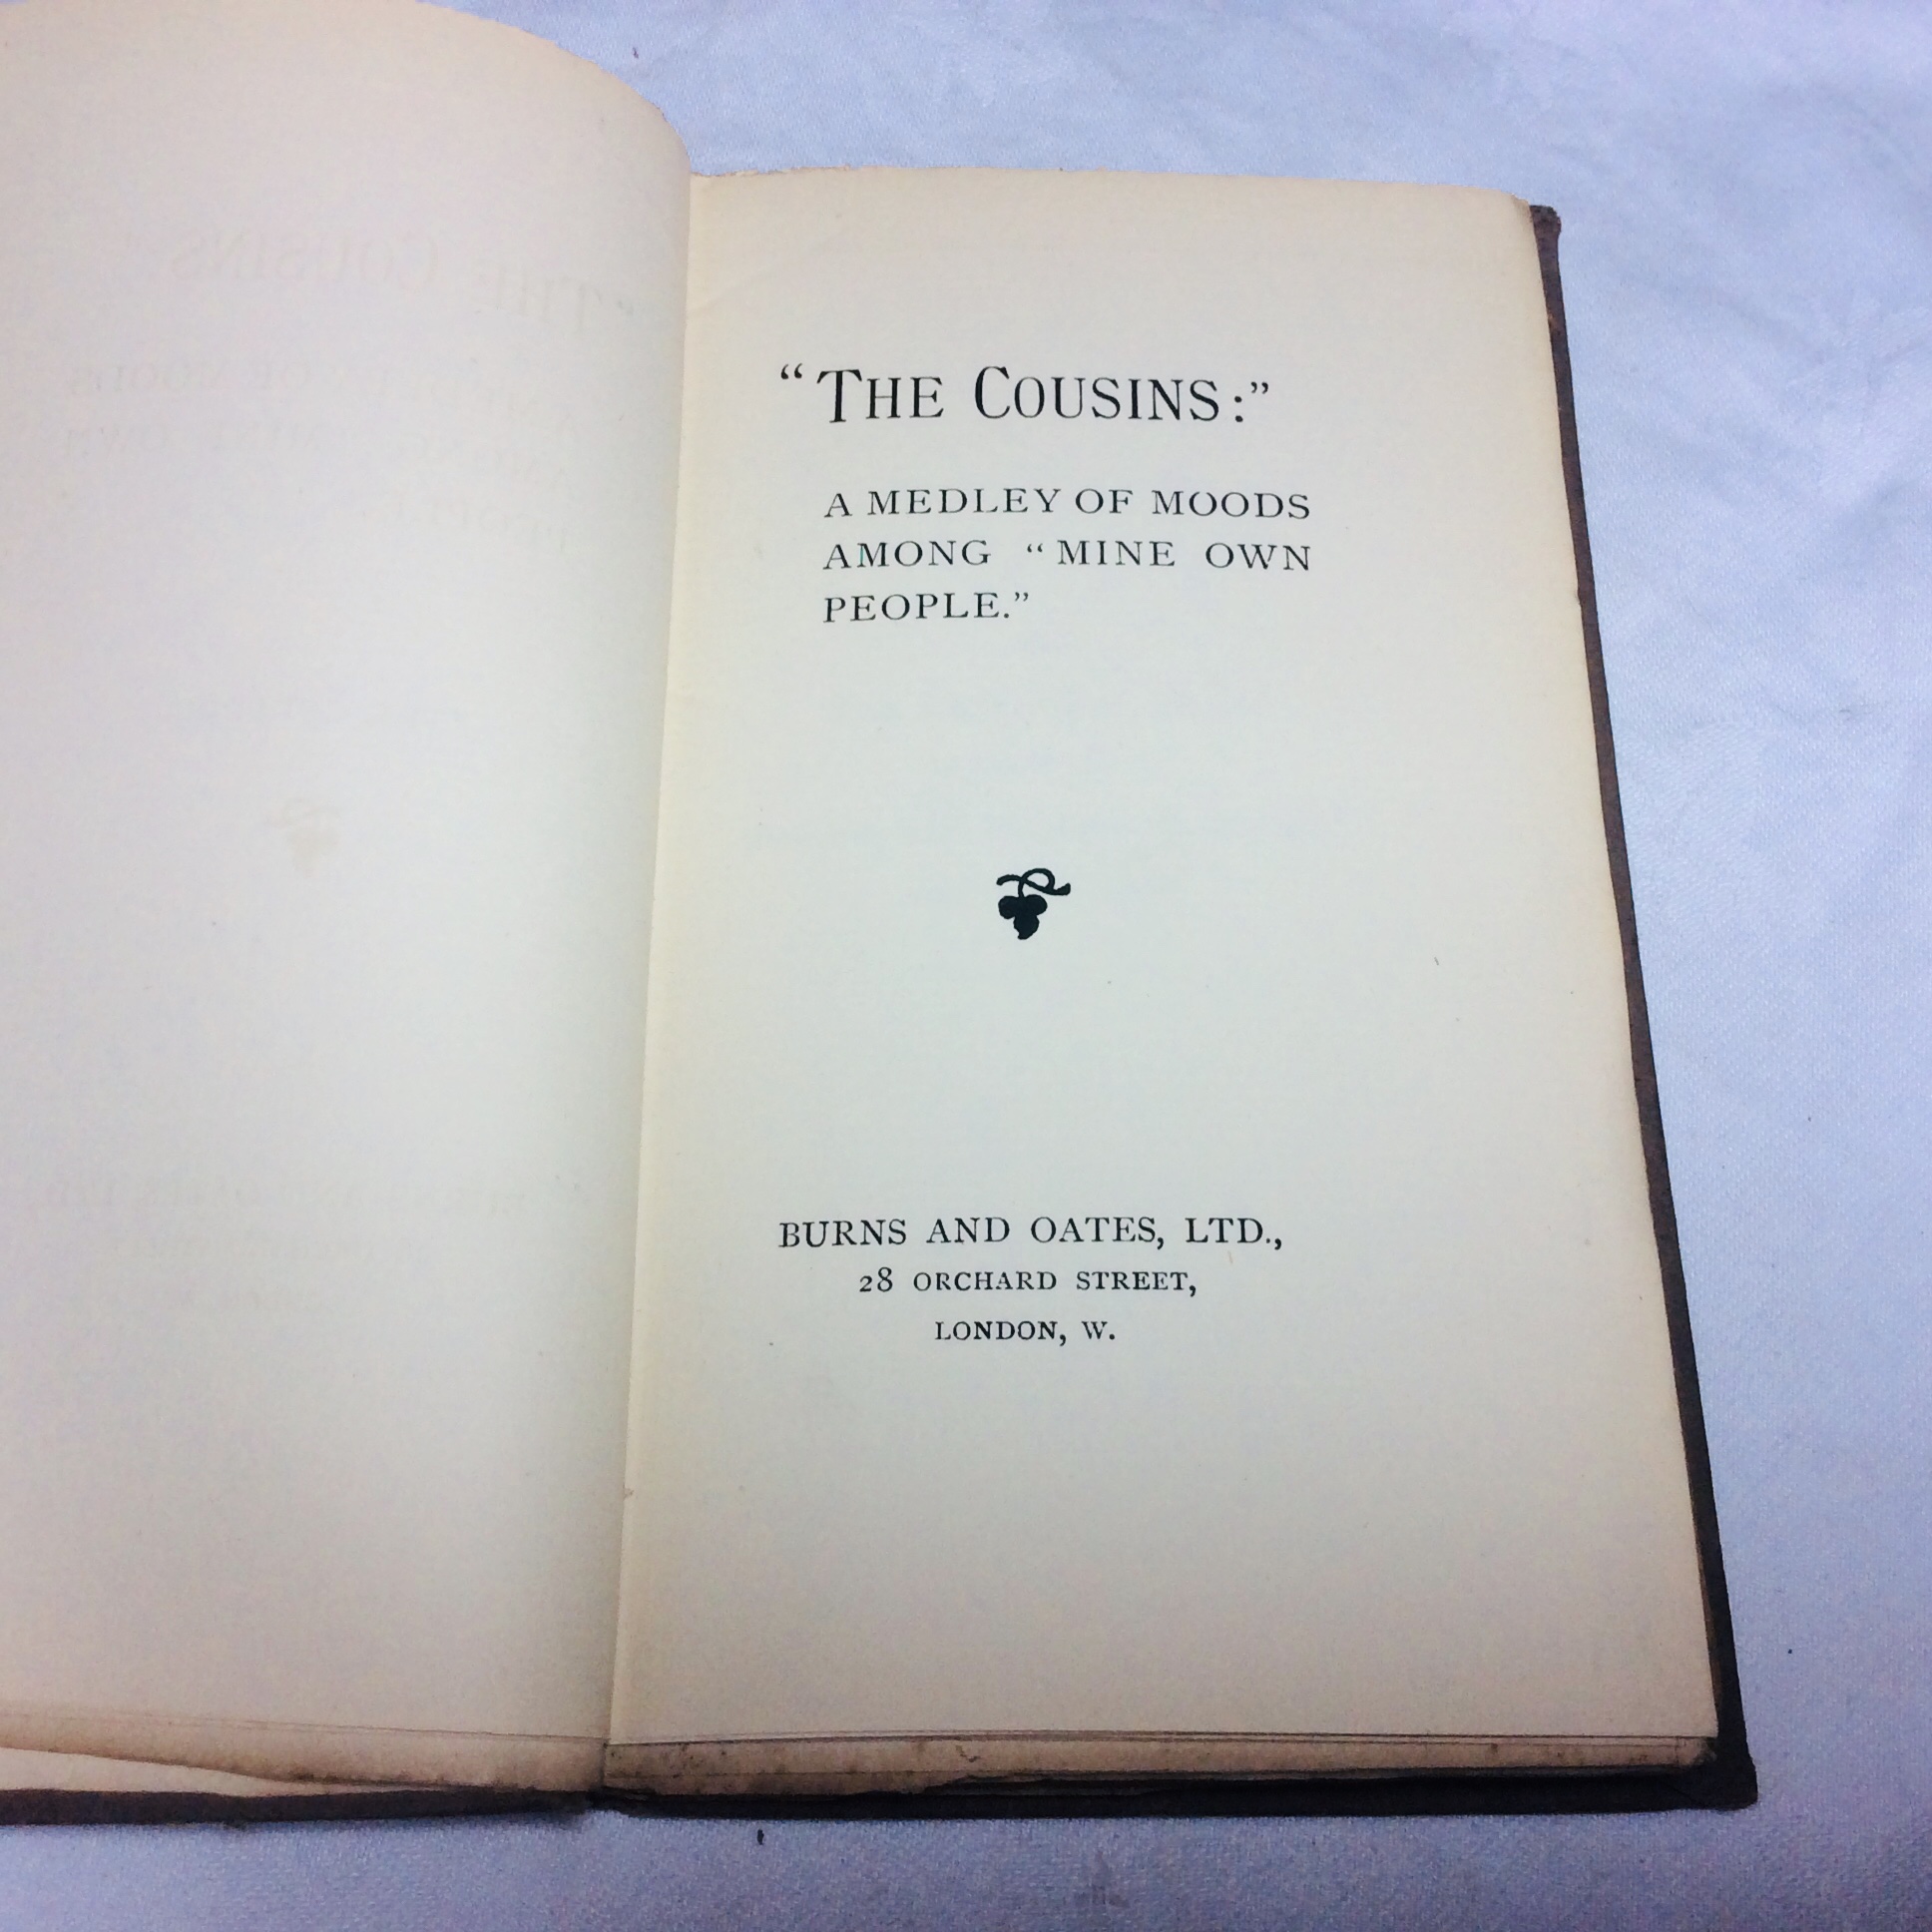 “THE COUSINS:”
A MEDLEY OF MOODS
AMONG “MINE OWN
PEOPLE.”
BURNS AND OATES, LTD.,
28 ORCHARD STREET,
LONDON, W.